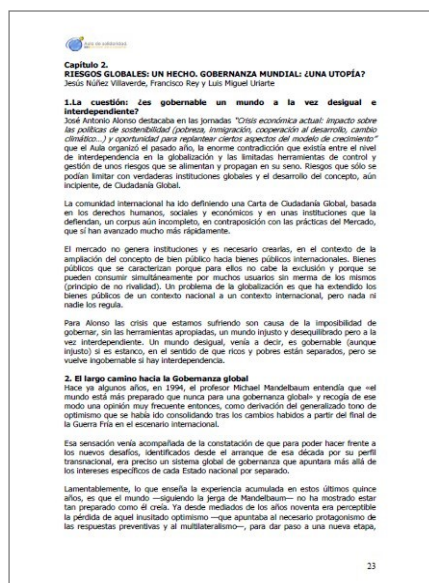 Aula de solidaridad
Capítulo 2.
RIESGOS GLOBALES: UN HECHO. GOBERNANZA MUNDIAL: ¿UNA UTOPÍA?
Jesús Núñez Villaverde, Francisco Rey y Luis Miguel Uriarte
1.La cuestión: ¿es gobernable un mundo a la vez desigual e
interdependiente?
José Antonio Alonso destacaba en las jornadas "Crisis económica actual: impacto sobre
las políticas de sostenibilidad (pobreza, inmigración, cooperación al desarrollo, cambio
climático...) y oportunidad para replantear ciertos aspectos del modelo de crecimiento"
que el Aula organizó el pasado año, la enorme contradicción que existía entre el nivel
de interdependencia en la globalización y las limitadas herramientas de control y
gestión de unos riesgos que se alimentan y propagan en su seno. Riesgos que sólo se
podían limitar con verdaderas instituciones globales y el desarrollo del concepto, aún
incipiente, de Ciudadanía Global.
La comunidad internacional ha ido definiendo una Carta de Ciudadanía Global, basada
en los derechos humanos, sociales y económicos y en unas instituciones que la
defiendan, un corpus aún incompleto, en contraposición con las prácticas del Mercado,
que sí han avanzado mucho más rápidamente.
El mercado no genera instituciones y es necesario crearlas, en el contexto de la
ampliación del concepto de bien público hacia bienes públicos internacionales. Bienes
públicos que se caracterizan porque para ellos no cabe la exclusión y porque se
pueden consumir simultáneamente por muchos usuarios sin merma de los mismos
(principio de no rivalidad). Un problema de la globalización es que ha extendido los
bienes públicos de un contexto nacional a un contexto internacional, pero nada ni
nadie los regula.
Para Alonso las crisis que estamos sufriendo son causa de la imposibilidad de
gobernar, sin las herramientas apropiadas, un mundo injusto y desequilibrado pero a la
vez interdependiente. Un mundo desigual, venía a decir, es gobernable (aunque
injusto) si es estanco, en el sentido de que ricos y pobres están separados, pero se
vuelve ingobernable si hay interdependencia.
2. El largo camino hacia la Gobernanza global
Hace ya algunos años, en 1994, el profesor Michael Mandelbaum entendía que «el
mundo está más preparado que nunca para una gobernanza global» y recogía de ese
modo una opinión muy frecuente entonces, como derivación del generalizado tono de
optimismo que se había ido consolidando tras los cambios habidos a partir del final de
la Guerra Fría en el escenario internacional.
Esa sensación venía acompañada de la constatación de que para poder hacer frente a
los nuevos desafíos, identificados desde el arranque de esa década por su perfil
transnacional, era preciso un sistema global de gobernanza que apuntara más allá de
los intereses específicos de cada Estado nacional por separado.
Lamentablemente, lo que enseña la experiencia acumulada en estos últimos quince
años, es que el mundo —siguiendo la jerga de Mandelbaum— no ha mostrado estar
tan preparado como él creía. Ya desde mediados de los años noventa era perceptible
la pérdida de aquel inusitado optimismo —que apuntaba al necesario protagonismo de
las respuestas preventivas y al multilateralismo—, para dar paso a una nueva etapa,
23